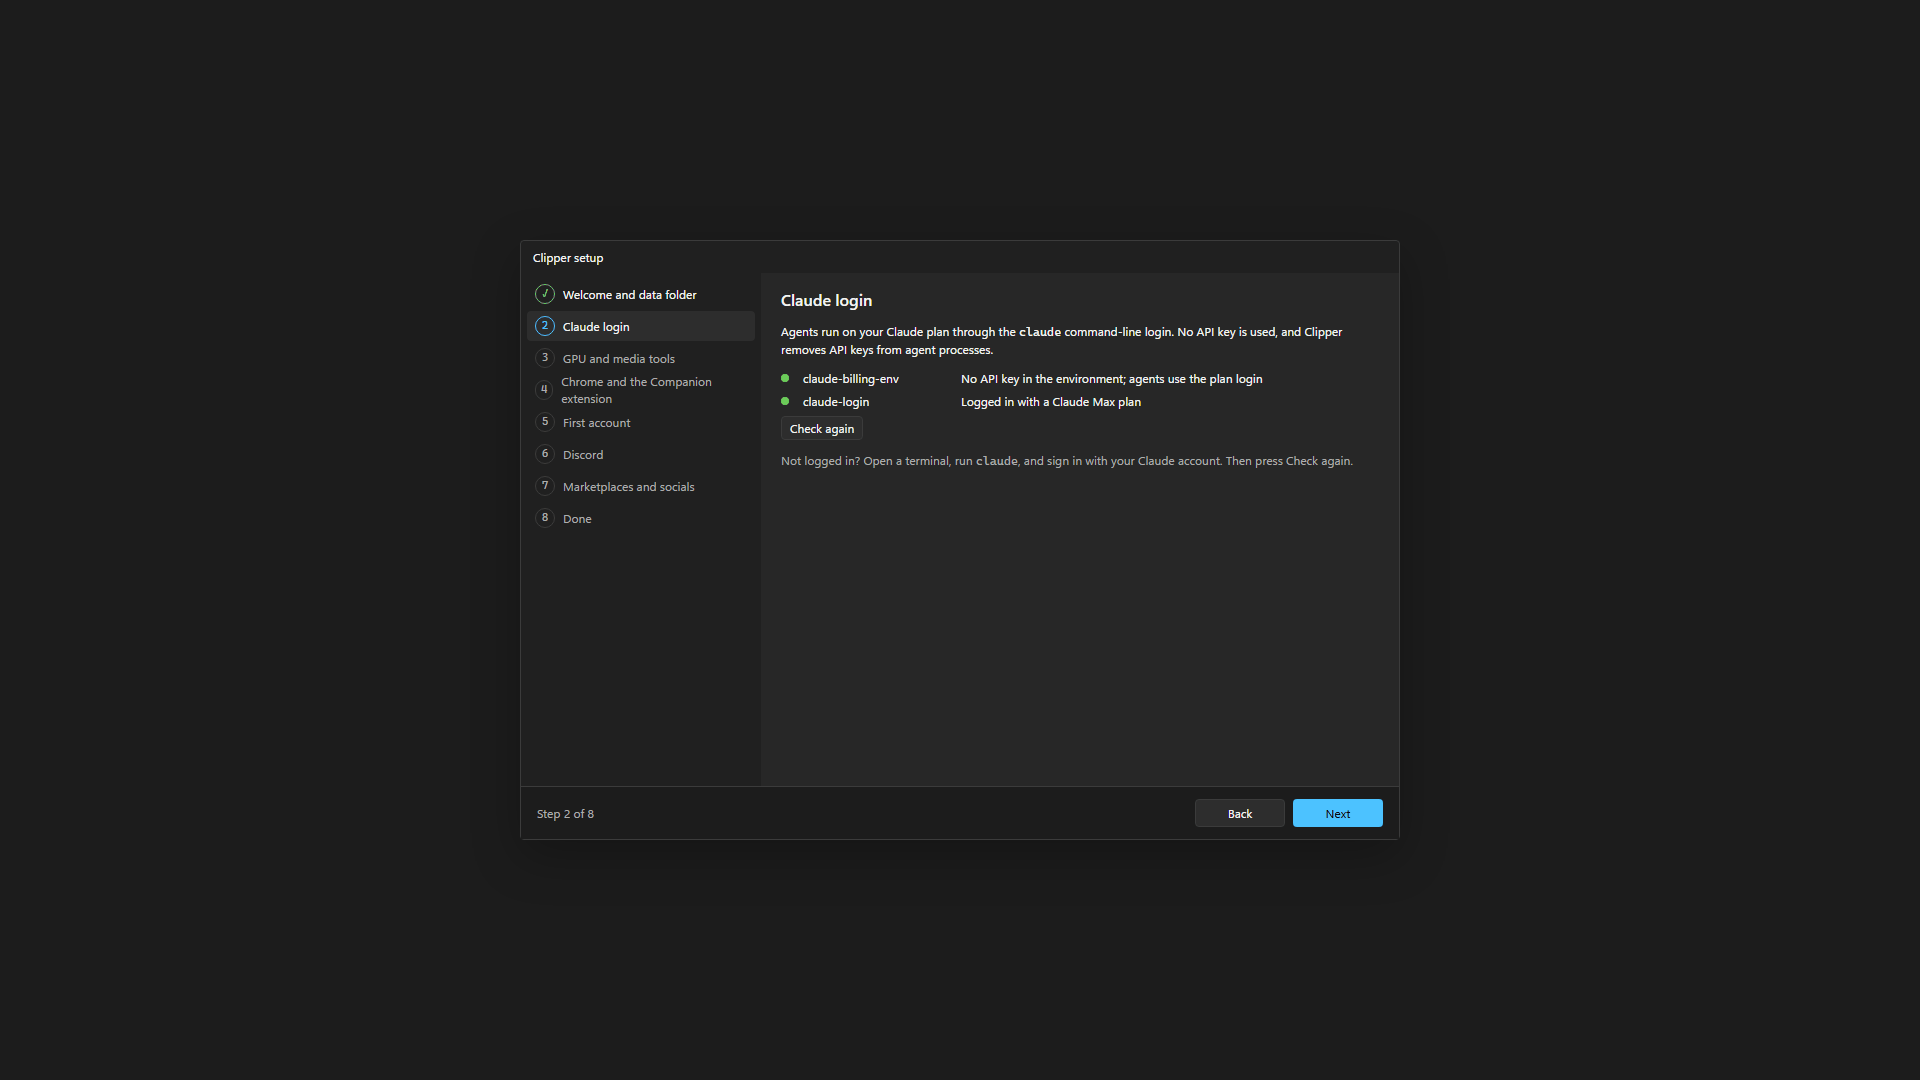 Clipper setup
✓ Welcome and data folder
2 Claude login
3 GPU and media tools
4 Chrome and the Companion
extension
5 First account
6 Discord
7 Marketplaces and socials
8 Done
Claude login
Agents run on your Claude plan through the claude command-line login. No API key is used, and Clipper
removes API keys from agent processes.
claude-billing-env No API key in the environment; agents use the plan login
claude-login Logged in with a Claude Max plan
Check again
Not logged in? Open a terminal, run claude, and sign in with your Claude account. Then press Check again.
Step 2 of 8
Back
Next